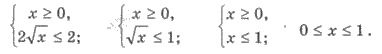 { x ≥ 0, 2√x ≤ 2; { x ≥ 0, √x ≤ 1; { x ≥ 0, x ≤ 1; 0 ≤ x ≤ 1.